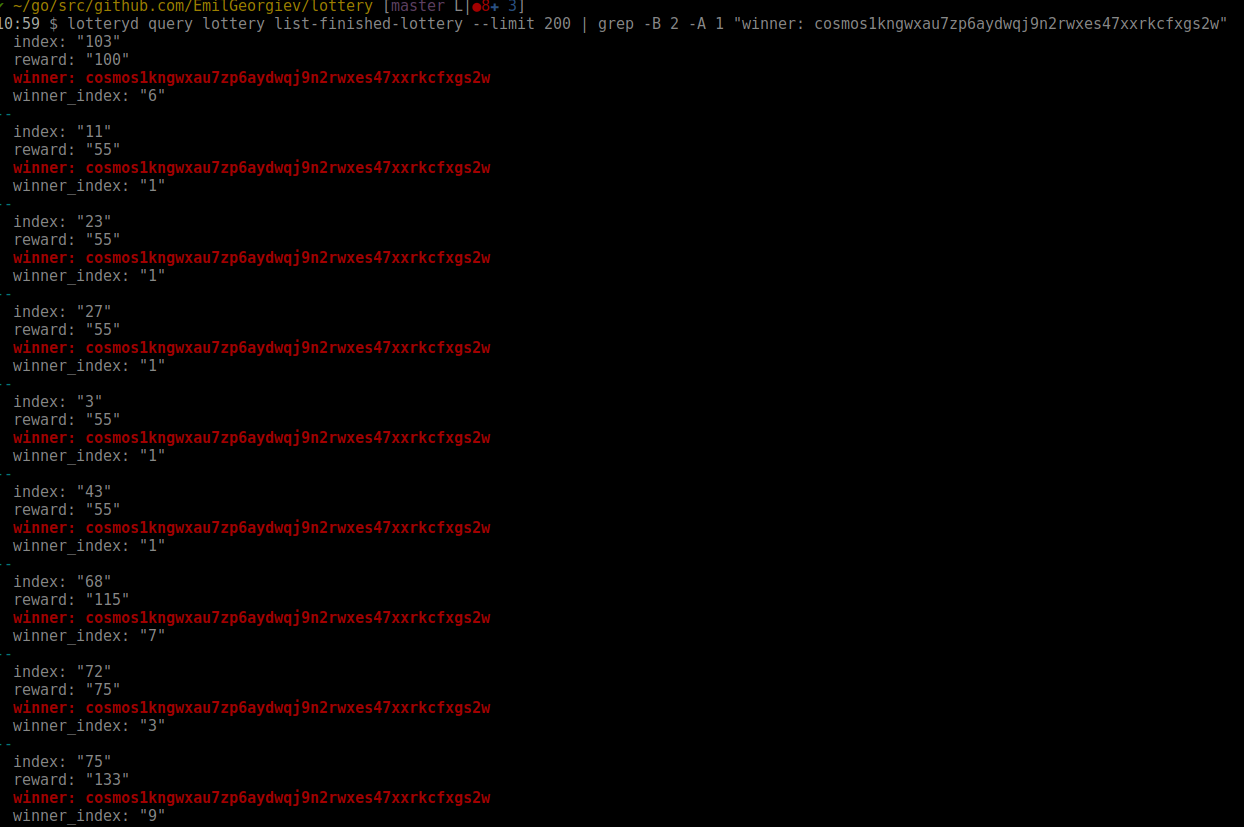 ✓ ~/go/src/github.com/EmilGeorgiev/lottery [master L|●8✚ 3]
10:59 $ lotteryd query lottery list-finished-lottery --limit 200 | grep -B 2 -A 1 "winner: cosmos1kngwxau7zp6aydwqj9n2rwxes47xxrkcfxgs2w"
index: "103"
reward: "100"
winner: cosmos1kngwxau7zp6aydwqj9n2rwxes47xxrkcfxgs2w
winner_index: "6"
--
index: "11"
reward: "55"
winner: cosmos1kngwxau7zp6aydwqj9n2rwxes47xxrkcfxgs2w
winner_index: "1"
--
index: "23"
reward: "55"
winner: cosmos1kngwxau7zp6aydwqj9n2rwxes47xxrkcfxgs2w
winner_index: "1"
--
index: "27"
reward: "55"
winner: cosmos1kngwxau7zp6aydwqj9n2rwxes47xxrkcfxgs2w
winner_index: "1"
--
index: "3"
reward: "55"
winner: cosmos1kngwxau7zp6aydwqj9n2rwxes47xxrkcfxgs2w
winner_index: "1"
--
index: "43"
reward: "55"
winner: cosmos1kngwxau7zp6aydwqj9n2rwxes47xxrkcfxgs2w
winner_index: "1"
--
index: "68"
reward: "115"
winner: cosmos1kngwxau7zp6aydwqj9n2rwxes47xxrkcfxgs2w
winner_index: "7"
--
index: "72"
reward: "75"
winner: cosmos1kngwxau7zp6aydwqj9n2rwxes47xxrkcfxgs2w
winner_index: "3"
--
index: "75"
reward: "133"
winner: cosmos1kngwxau7zp6aydwqj9n2rwxes47xxrkcfxgs2w
winner_index: "9"